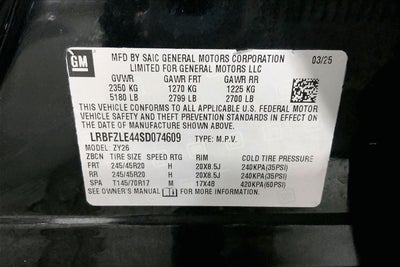 GM
MFD BY SAIC GENERAL MOTORS CORPORATION 03/25
LIMITED FOR GENERAL MOTORS LLC
GVWR GAWR FRT GAWR RR
2350 KG 1270 KG 1225 KG
5180 LB 2799 LB 2700 LB
THIS VEHICLE CONFORMS TO ALL APPLICABLE U.S. FEDERAL MOTOR
VEHICLE SAFETY, BUMPER, AND THEFT PREVENTION STANDARDS IN
EFFECT ON THE DATE OF MANUFACTURE SHOWN ABOVE.
LRBFZLE44SD074609 TYPE: M.P.V.
MODEL: ZY26
ZBCN TIRE SIZE SPEED RTG RIM COLD TIRE PRESSURE
FRT 245/45R20 H 20X8.5J 240KPA(35PSI)
RR 245/45R20 H 20X8.5J 240KPA(35PSI)
SPA T145/70R17 M 17X4B 420KPA(60PSI)
SEE OWNER'S MANUAL FOR MORE INFORMATION.